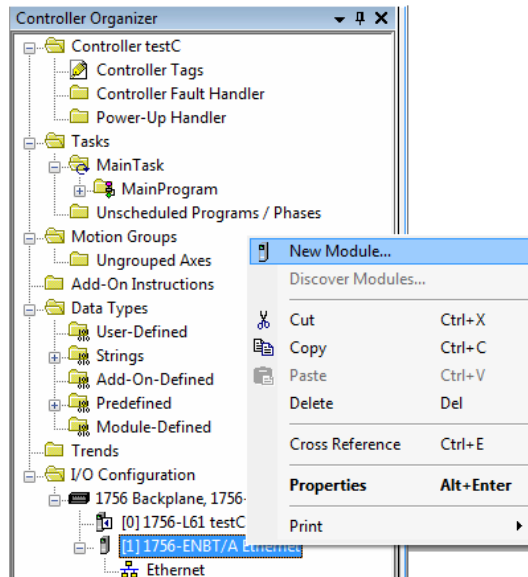 Controller Organizer
Controller testC
Controller Tags
Controller Fault Handler
Power-Up Handler
Tasks
MainTask
MainProgram
Unscheduled Programs / Phases
Motion Groups
Ungrouped Axes
Add-On Instructions
Data Types
User-Defined
Strings
Add-On-Defined
Predefined
Module-Defined
Trends
I/O Configuration
1756 Backplane, 1756-
[0] 1756-L61 testC
[1] 1756-ENBT/A Ethernet
Ethernet
New Module...
Discover Modules...
Cut Ctrl+X
Copy Ctrl+C
Paste Ctrl+V
Delete Del
Cross Reference Ctrl+E
Properties Alt+Enter
Print